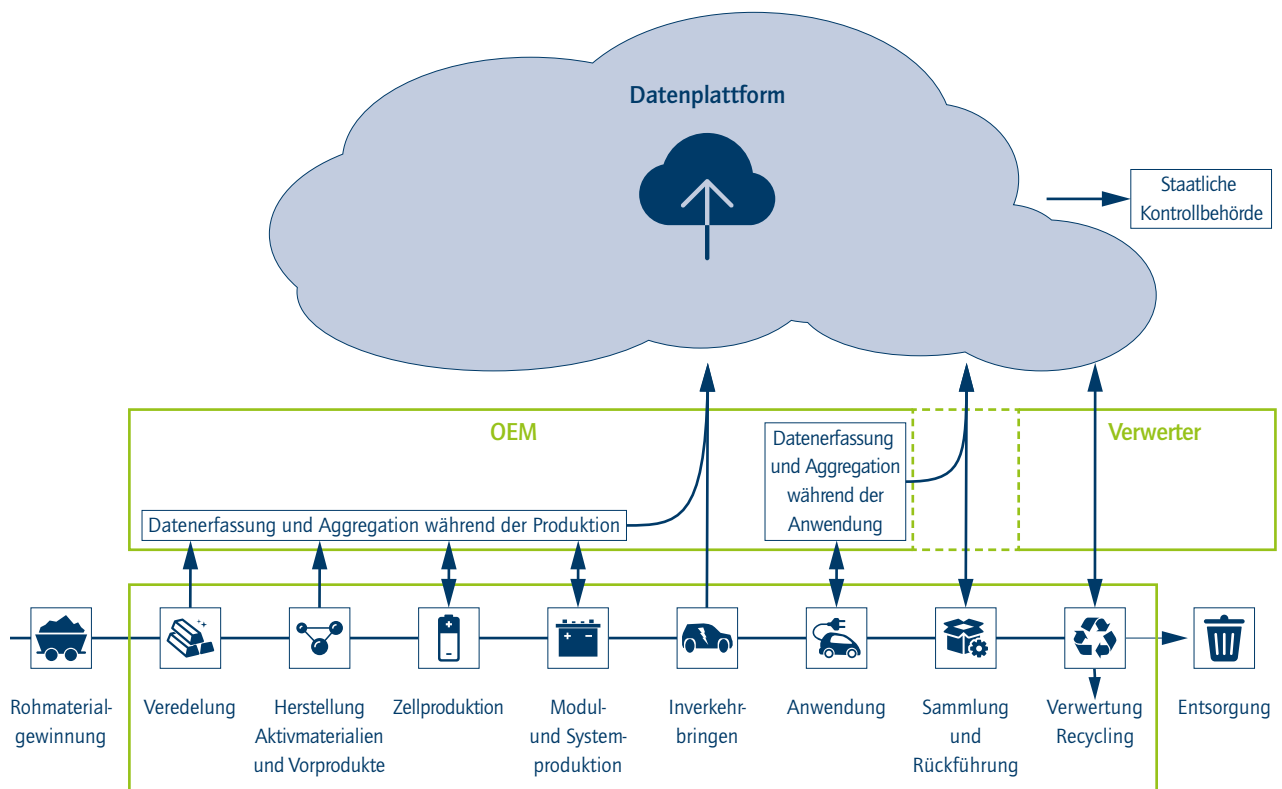 Datenplattform
Staatliche
Kontrollbehörde
OEM
Verwerter
Datenerfassung
und Aggregation
während der
Anwendung
Datenerfassung und Aggregation während der Produktion
Rohmaterial-
gewinnung
Veredelung
Herstellung
Aktivmaterialien
und Vorprodukte
Zellproduktion
Modul-
und System-
produktion
Inverkehr-
bringen
Anwendung
Sammlung
und
Rückführung
Verwertung
Recycling
Entsorgung